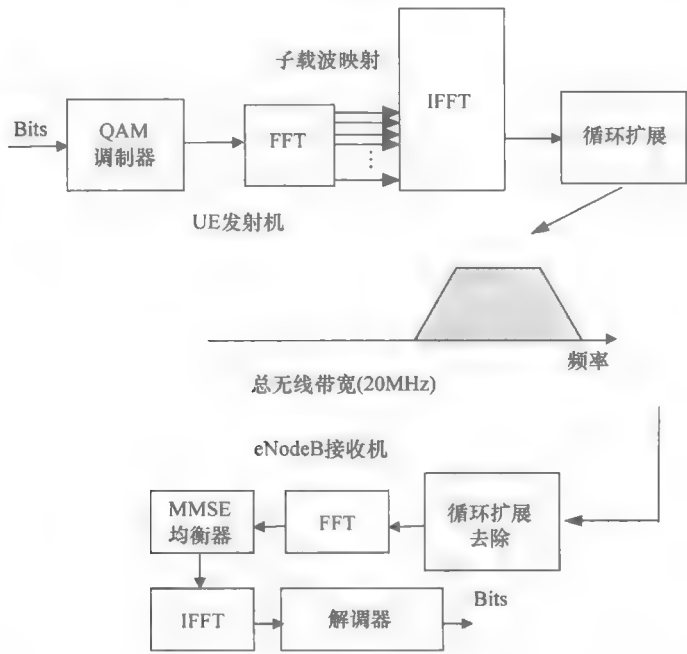 子载波映射
Bits
QAM
调制器
FFT
IFFT
循环扩展
UE发射机
频率
总无线带宽(20MHz)
eNodeB接收机
MMSE
均衡器
FFT
循环扩展
去除
IFFT
解调器
Bits